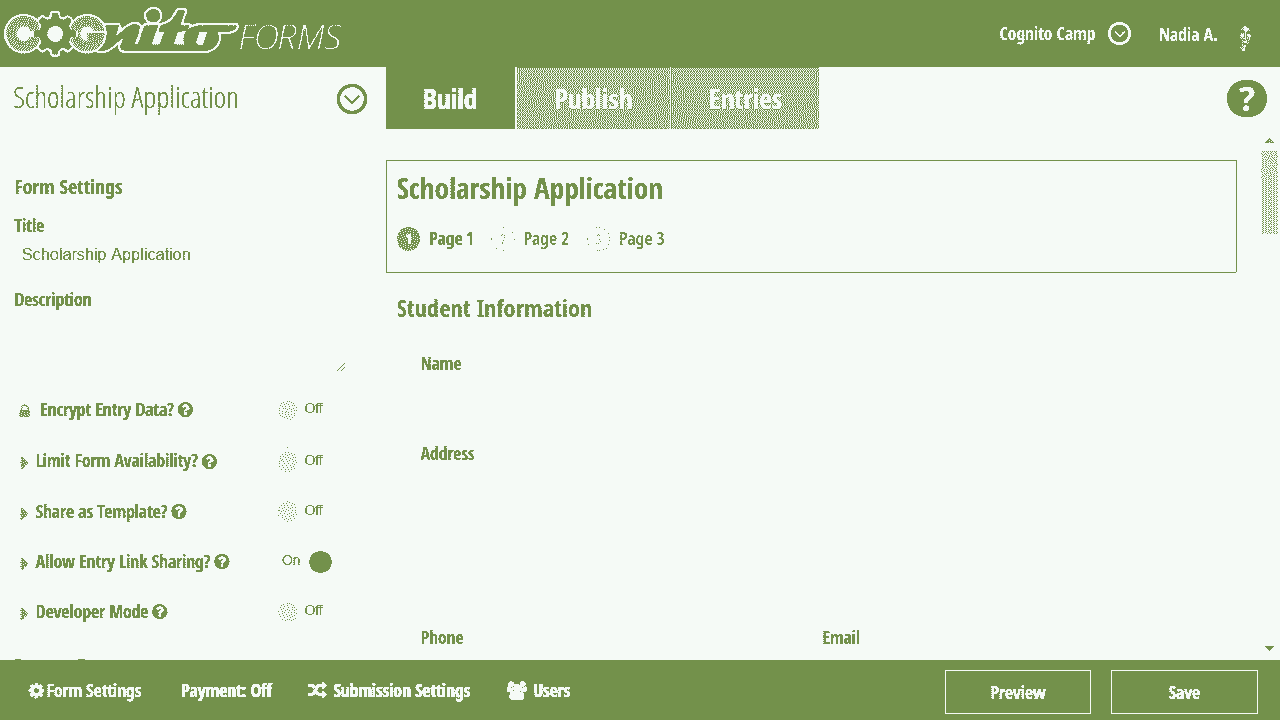 COGnito FORMS
Cognito Camp
Nadia A.
Scholarship Application
Build
Publish
Entries
?
Form Settings
Title
Scholarship Application
Description
Encrypt Entry Data? ?
Off
Limit Form Availability? ?
Off
Share as Template? ?
Off
Allow Entry Link Sharing? ?
On
Developer Mode ?
Off
Scholarship Application
1 Page 1
2 Page 2
3 Page 3
Student Information
Name
Address
Phone
Email
Form Settings
Payment: Off
Submission Settings
Users
Preview
Save